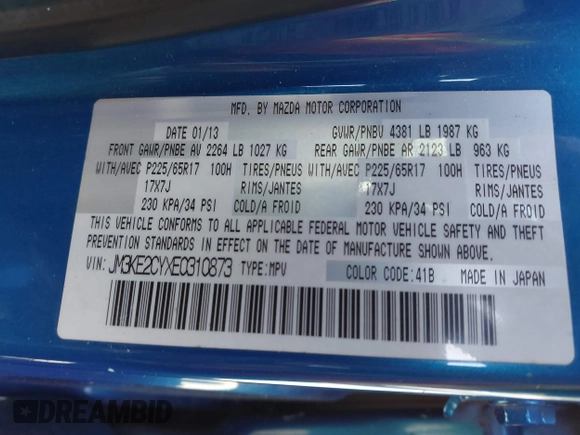 MFD. BY MAZDA MOTOR CORPORATION
DATE 01/13 GVWR/PNBV 4381 LB 1987 KG
FRONT GAWR/PNBE AV 2264 LB 1027 KG REAR GAWR/PNBE AR 2123 LB 963 KG
WITH/AVEC P225/65R17 100H TIRES/PNEUS WITH/AVEC P225/65R17 100H TIRES/PNEUS
17X7J RIMS/JANTES 17X7J RIMS/JANTES
230 KPA/34 PSI COLD/A FROID 230 KPA/34 PSI COLD/A FROID
THIS VEHICLE CONFORMS TO ALL APPLICABLE FEDERAL MOTOR VEHICLE SAFETY AND THEFT
PREVENTION STANDARDS IN EFFECT ON THE DATE OF MANUFACTURE SHOWN ABOVE.
VIN: JM3KE2CYXE0310873 TYPE:MPV COLOR CODE:41B MADE IN JAPAN
DREAMBID